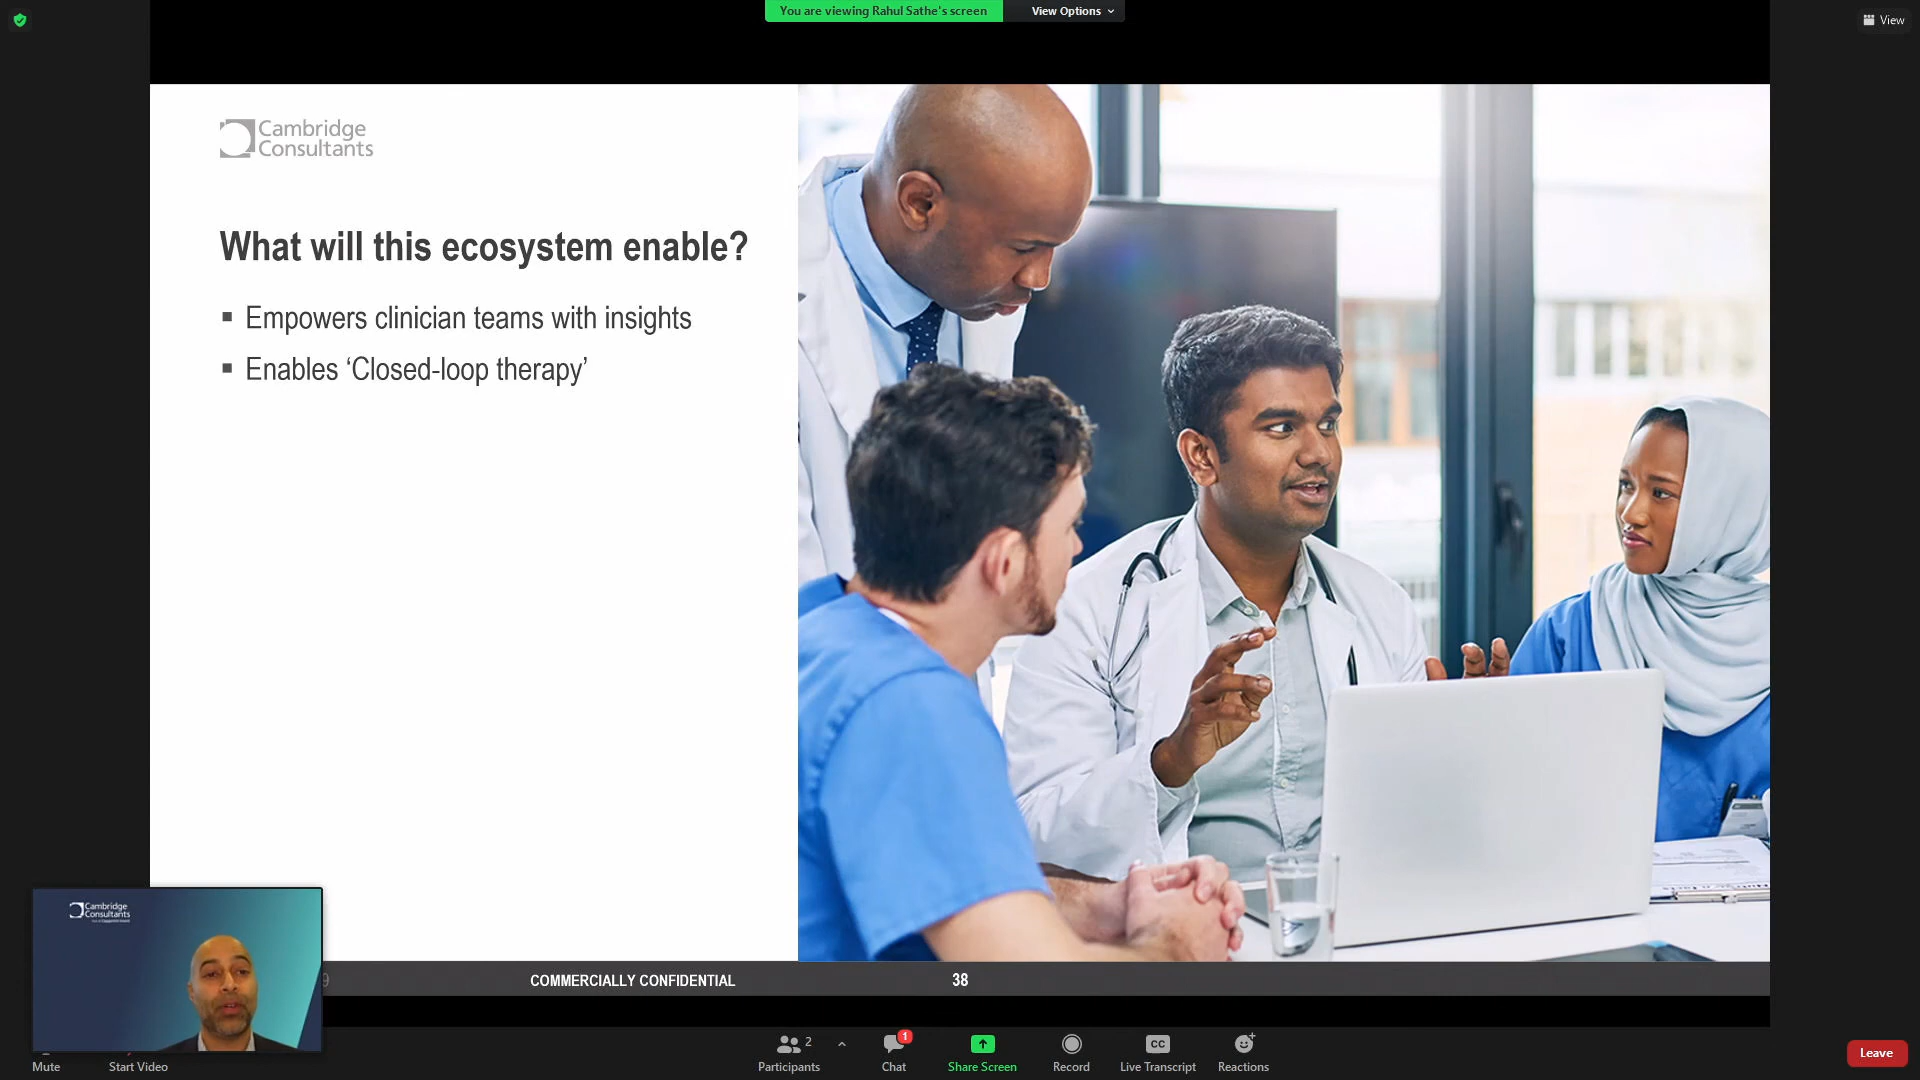 You are viewing Rahul Sathe's screen
View Options
View
Cambridge
Consultants
What will this ecosystem enable?
▪ Empowers clinician teams with insights
▪ Enables ‘Closed-loop therapy’
Cambridge
Consultants
9
COMMERCIALLY CONFIDENTIAL
38
Mute
Start Video
2
Participants
1
Chat
Share Screen
Record
CC
Live Transcript
Reactions
Leave